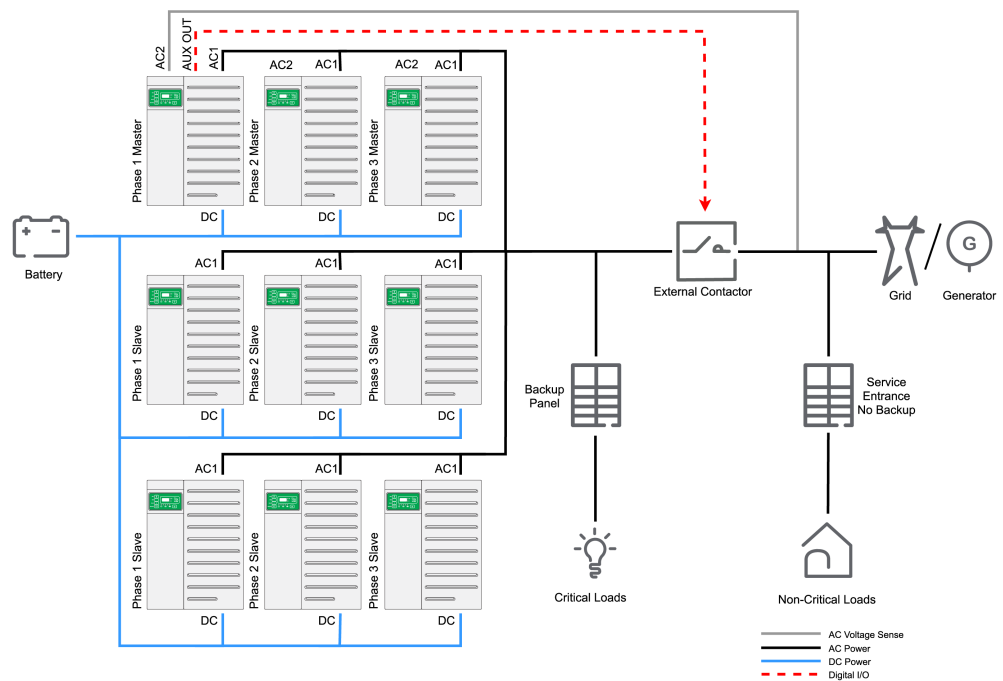 AC2
AUX OUT
AC1
AC2
AC1
AC2
AC1
Phase 1 Master
Phase 2 Master
Phase 3 Master
DC
DC
DC
+ -
Battery
External Contactor
G
Grid
Generator
AC1
AC1
AC1
Phase 1 Slave
Phase 2 Slave
Phase 3 Slave
DC
DC
DC
Backup
Panel
Service
Entrance
No Backup
AC1
AC1
AC1
Phase 1 Slave
Phase 2 Slave
Phase 3 Slave
DC
DC
DC
Critical Loads
Non-Critical Loads
AC Voltage Sense
AC Power
DC Power
Digital I/O